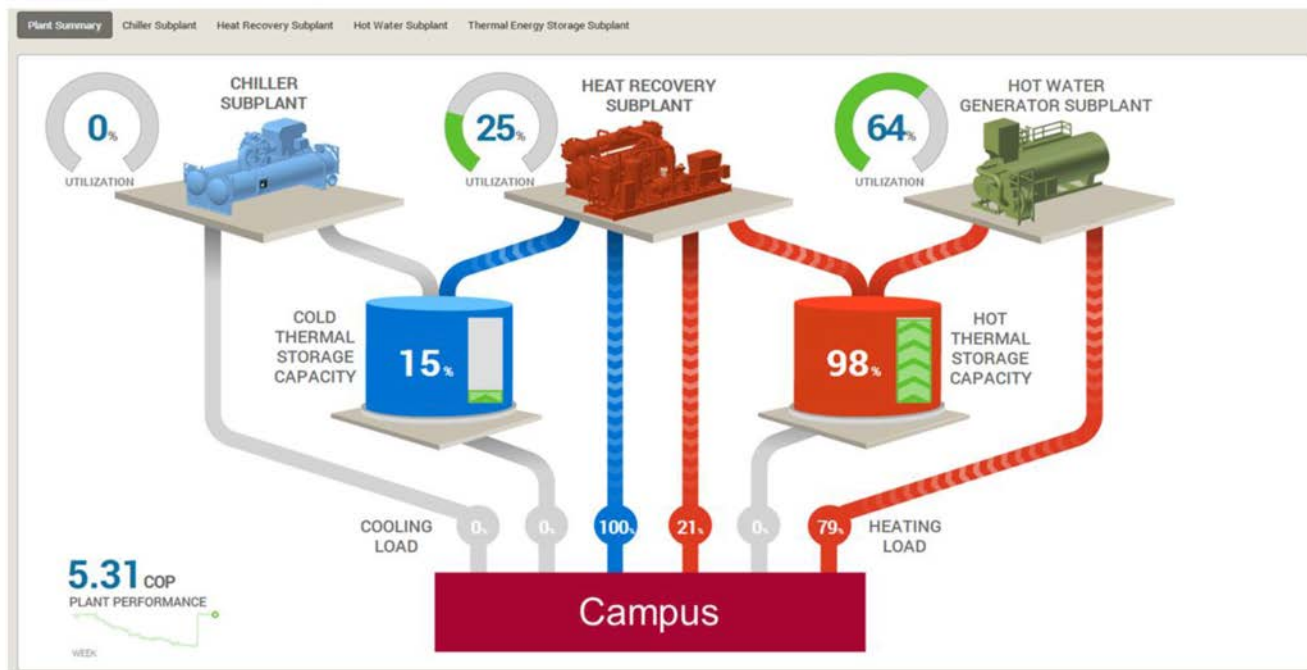 Plant Summary
Chiller Subplant
Heat Recovery Subplant
Hot Water Subplant
Thermal Energy Storage Subplant
0%
UTILIZATION
CHILLER
SUBPLANT
25%
UTILIZATION
HEAT RECOVERY
SUBPLANT
64%
UTILIZATION
HOT WATER
GENERATOR SUBPLANT
COLD
THERMAL
STORAGE
CAPACITY
15%
98%
HOT
THERMAL
STORAGE
CAPACITY
COOLING
LOAD
0%
0%
100%
21%
0%
79%
HEATING
LOAD
5.31 COP
PLANT PERFORMANCE
WEEK
Campus